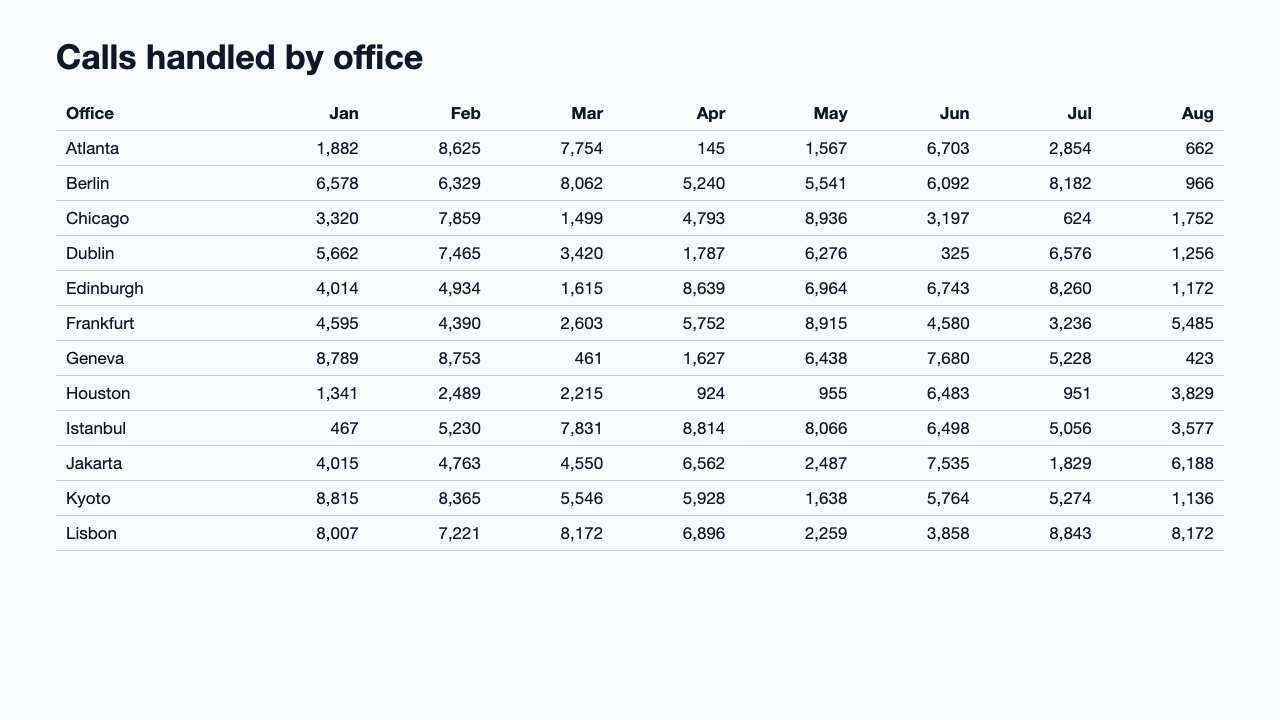 Calls handled by office
Office Jan Feb Mar Apr May Jun Jul Aug
Atlanta 1,882 8,625 7,754 145 1,567 6,703 2,854 662
Berlin 6,578 6,329 8,062 5,240 5,541 6,092 8,182 966
Chicago 3,320 7,859 1,499 4,793 8,936 3,197 624 1,752
Dublin 5,662 7,465 3,420 1,787 6,276 325 6,576 1,256
Edinburgh 4,014 4,934 1,615 8,639 6,964 6,743 8,260 1,172
Frankfurt 4,595 4,390 2,603 5,752 8,915 4,580 3,236 5,485
Geneva 8,789 8,753 461 1,627 6,438 7,680 5,228 423
Houston 1,341 2,489 2,215 924 955 6,483 951 3,829
Istanbul 467 5,230 7,831 8,814 8,066 6,498 5,056 3,577
Jakarta 4,015 4,763 4,550 6,562 2,487 7,535 1,829 6,188
Kyoto 8,815 8,365 5,546 5,928 1,638 5,764 5,274 1,136
Lisbon 8,007 7,221 8,172 6,896 2,259 3,858 8,843 8,172